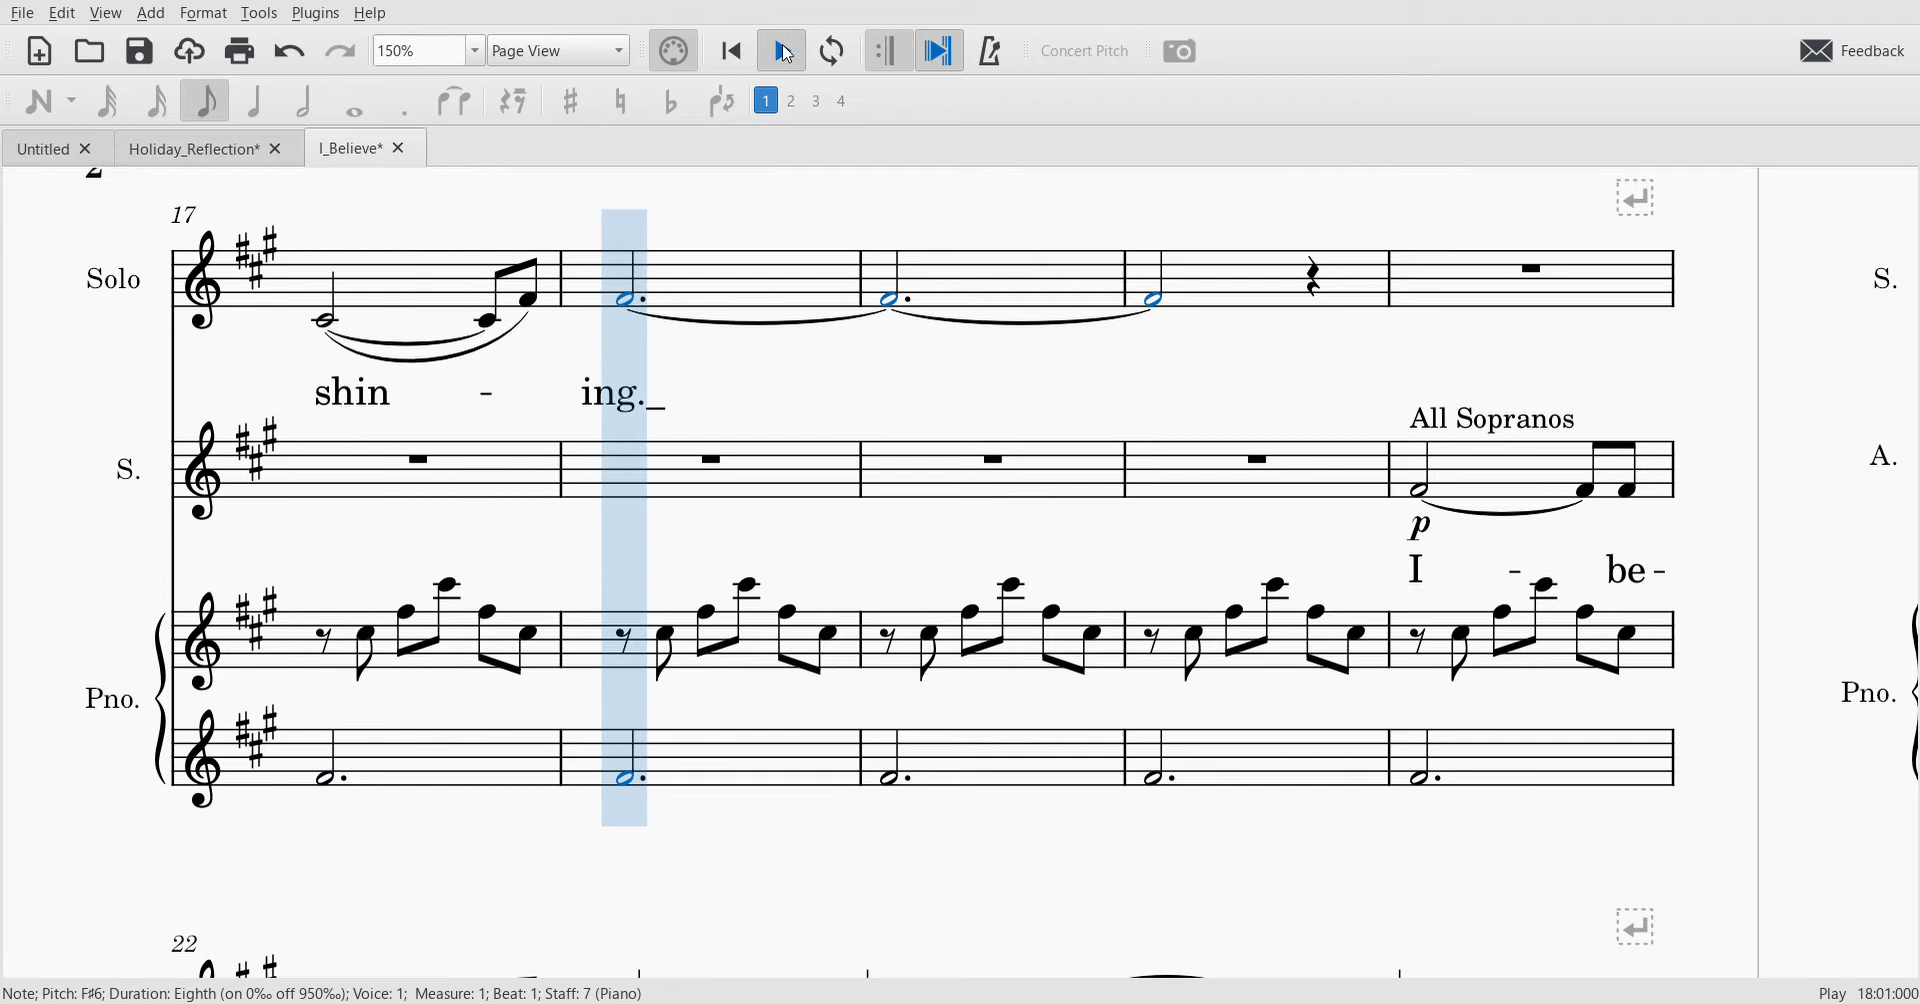 File Edit View Add Format Tools Plugins Help
150% Page View Concert Pitch Feedback
1 2 3 4
Untitled Holiday_Reflection* I_Believe*
2
17
Solo
S.
shin - ing._
All Sopranos
S.
A.
p
I - be -
Pno.
Pno.
22
Note; Pitch: F♯6; Duration: Eighth (on 0‰ off 950‰); Voice: 1; Measure: 1; Beat: 1; Staff: 7 (Piano) Play 18:01:000